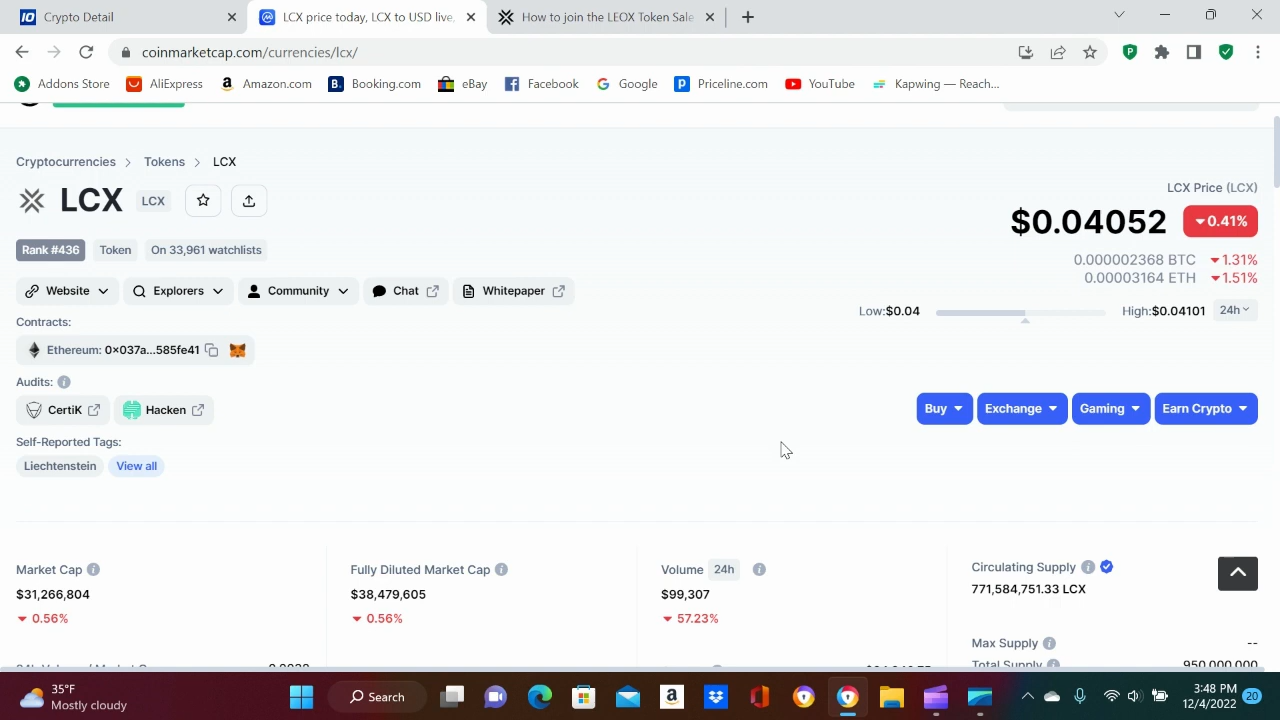 Crypto Detail
LCX price today, LCX to USD live,
How to join the LEOX Token Sale
coinmarketcap.com/currencies/lcx/
Addons Store
AliExpress
Amazon.com
Booking.com
eBay
Facebook
Google
Priceline.com
YouTube
Kapwing — Reach...
Cryptocurrencies > Tokens > LCX
LCX LCX
LCX Price (LCX)
$0.04052 0.41%
Rank #436 Token On 33,961 watchlists
0.000002368 BTC 1.31%
0.00003164 ETH 1.51%
Website Explorers Community Chat Whitepaper
Low:$0.04 High:$0.04101 24h
Contracts:
Ethereum: 0x037a...585fe41
Audits:
CertiK Hacken
Buy Exchange Gaming Earn Crypto
Self-Reported Tags:
Liechtenstein View all
Market Cap
$31,266,804
0.56%
Fully Diluted Market Cap
$38,479,605
0.56%
Volume 24h
$99,307
57.23%
Circulating Supply
771,584,751.33 LCX
Max Supply --
Total Supply 950,000,000
35°F
Mostly cloudy
Search
3:48 PM
12/4/2022
20